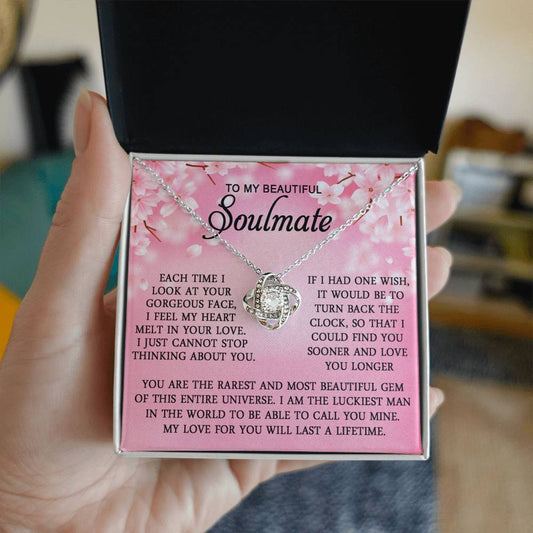 TO MY BEAUTIFUL
Soulmate
EACH TIME I
LOOK AT YOUR
GORGEOUS FACE,
I FEEL MY HEART
MELT IN YOUR LOVE.
I JUST CANNOT STOP
THINKING ABOUT YOU.
IF I HAD ONE WISH,
IT WOULD BE TO
TURN BACK THE
CLOCK, SO THAT I
COULD FIND YOU
SOONER AND LOVE
YOU LONGER
YOU ARE THE RAREST AND MOST BEAUTIFUL GEM
OF THIS ENTIRE UNIVERSE. I AM THE LUCKIEST MAN
IN THE WORLD TO BE ABLE TO CALL YOU MINE.
MY LOVE FOR YOU WILL LAST A LIFETIME.